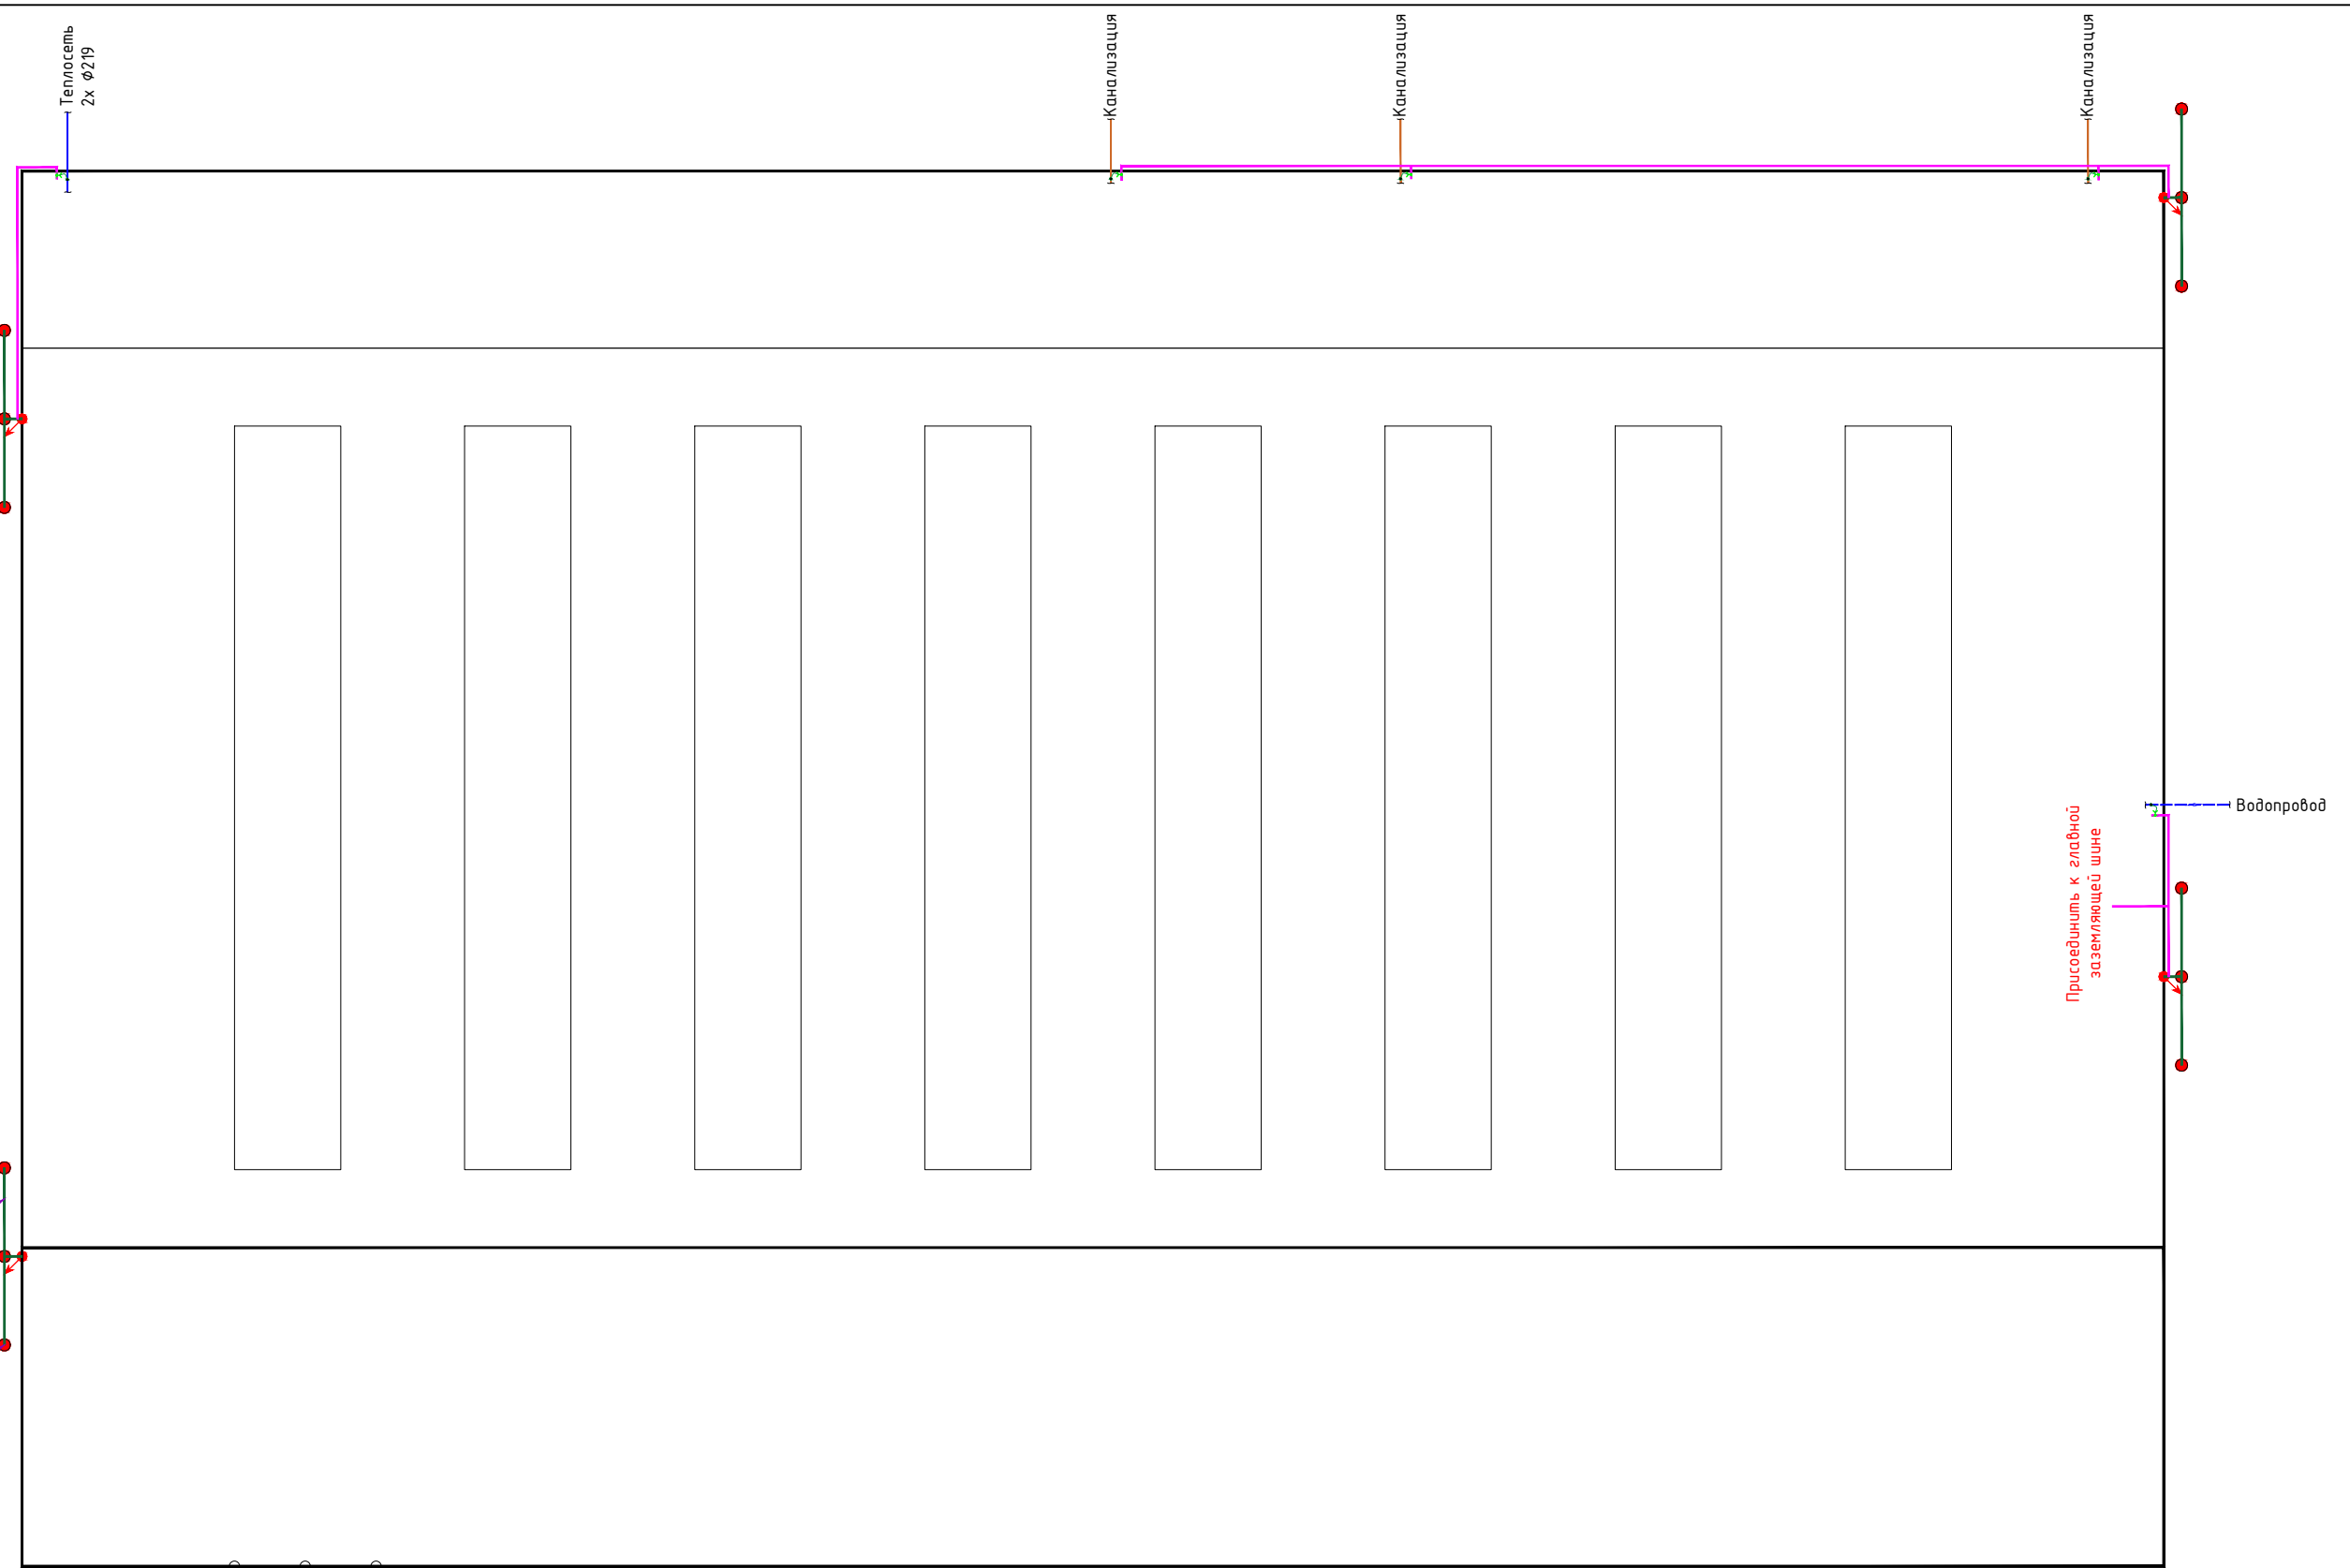 Теплосеть
2х Ф219
Канализация
Канализация
Канализация
Водопровод
Присоединить к главной
заземляющей шине